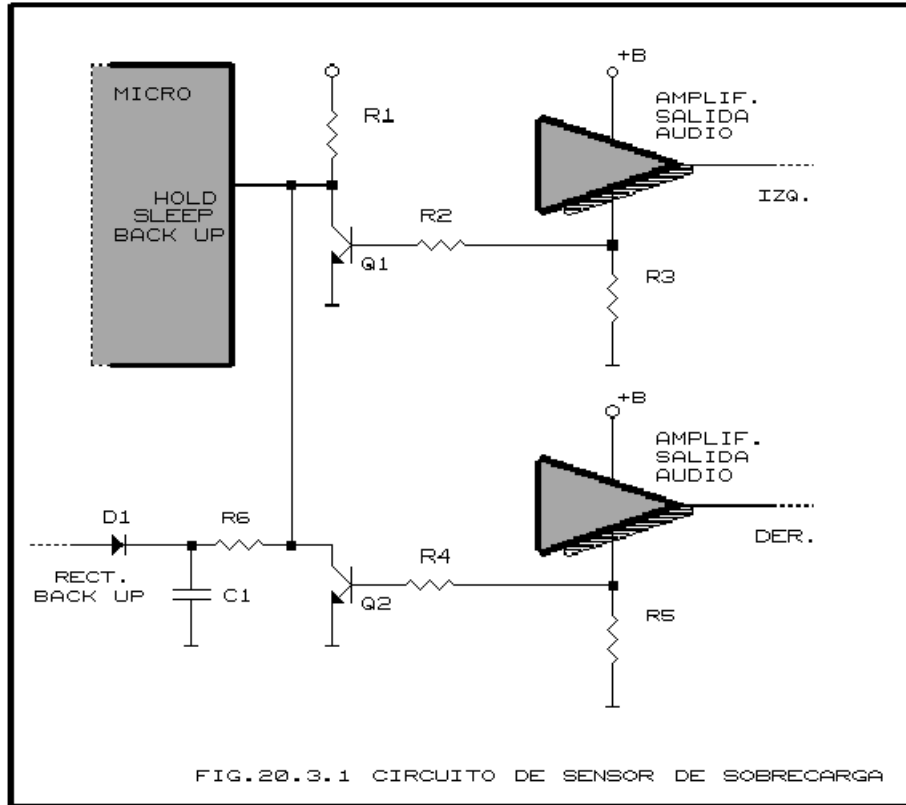 MICRO
HOLD
SLEEP
BACK UP
R1
R2
Q1
+B
AMPLIF.
SALIDA
AUDIO
IZQ.
R3
+B
AMPLIF.
SALIDA
AUDIO
DER.
D1
R6
RECT.
BACK UP
C1
Q2
R4
R5
FIG.20.3.1 CIRCUITO DE SENSOR DE SOBRECARGA